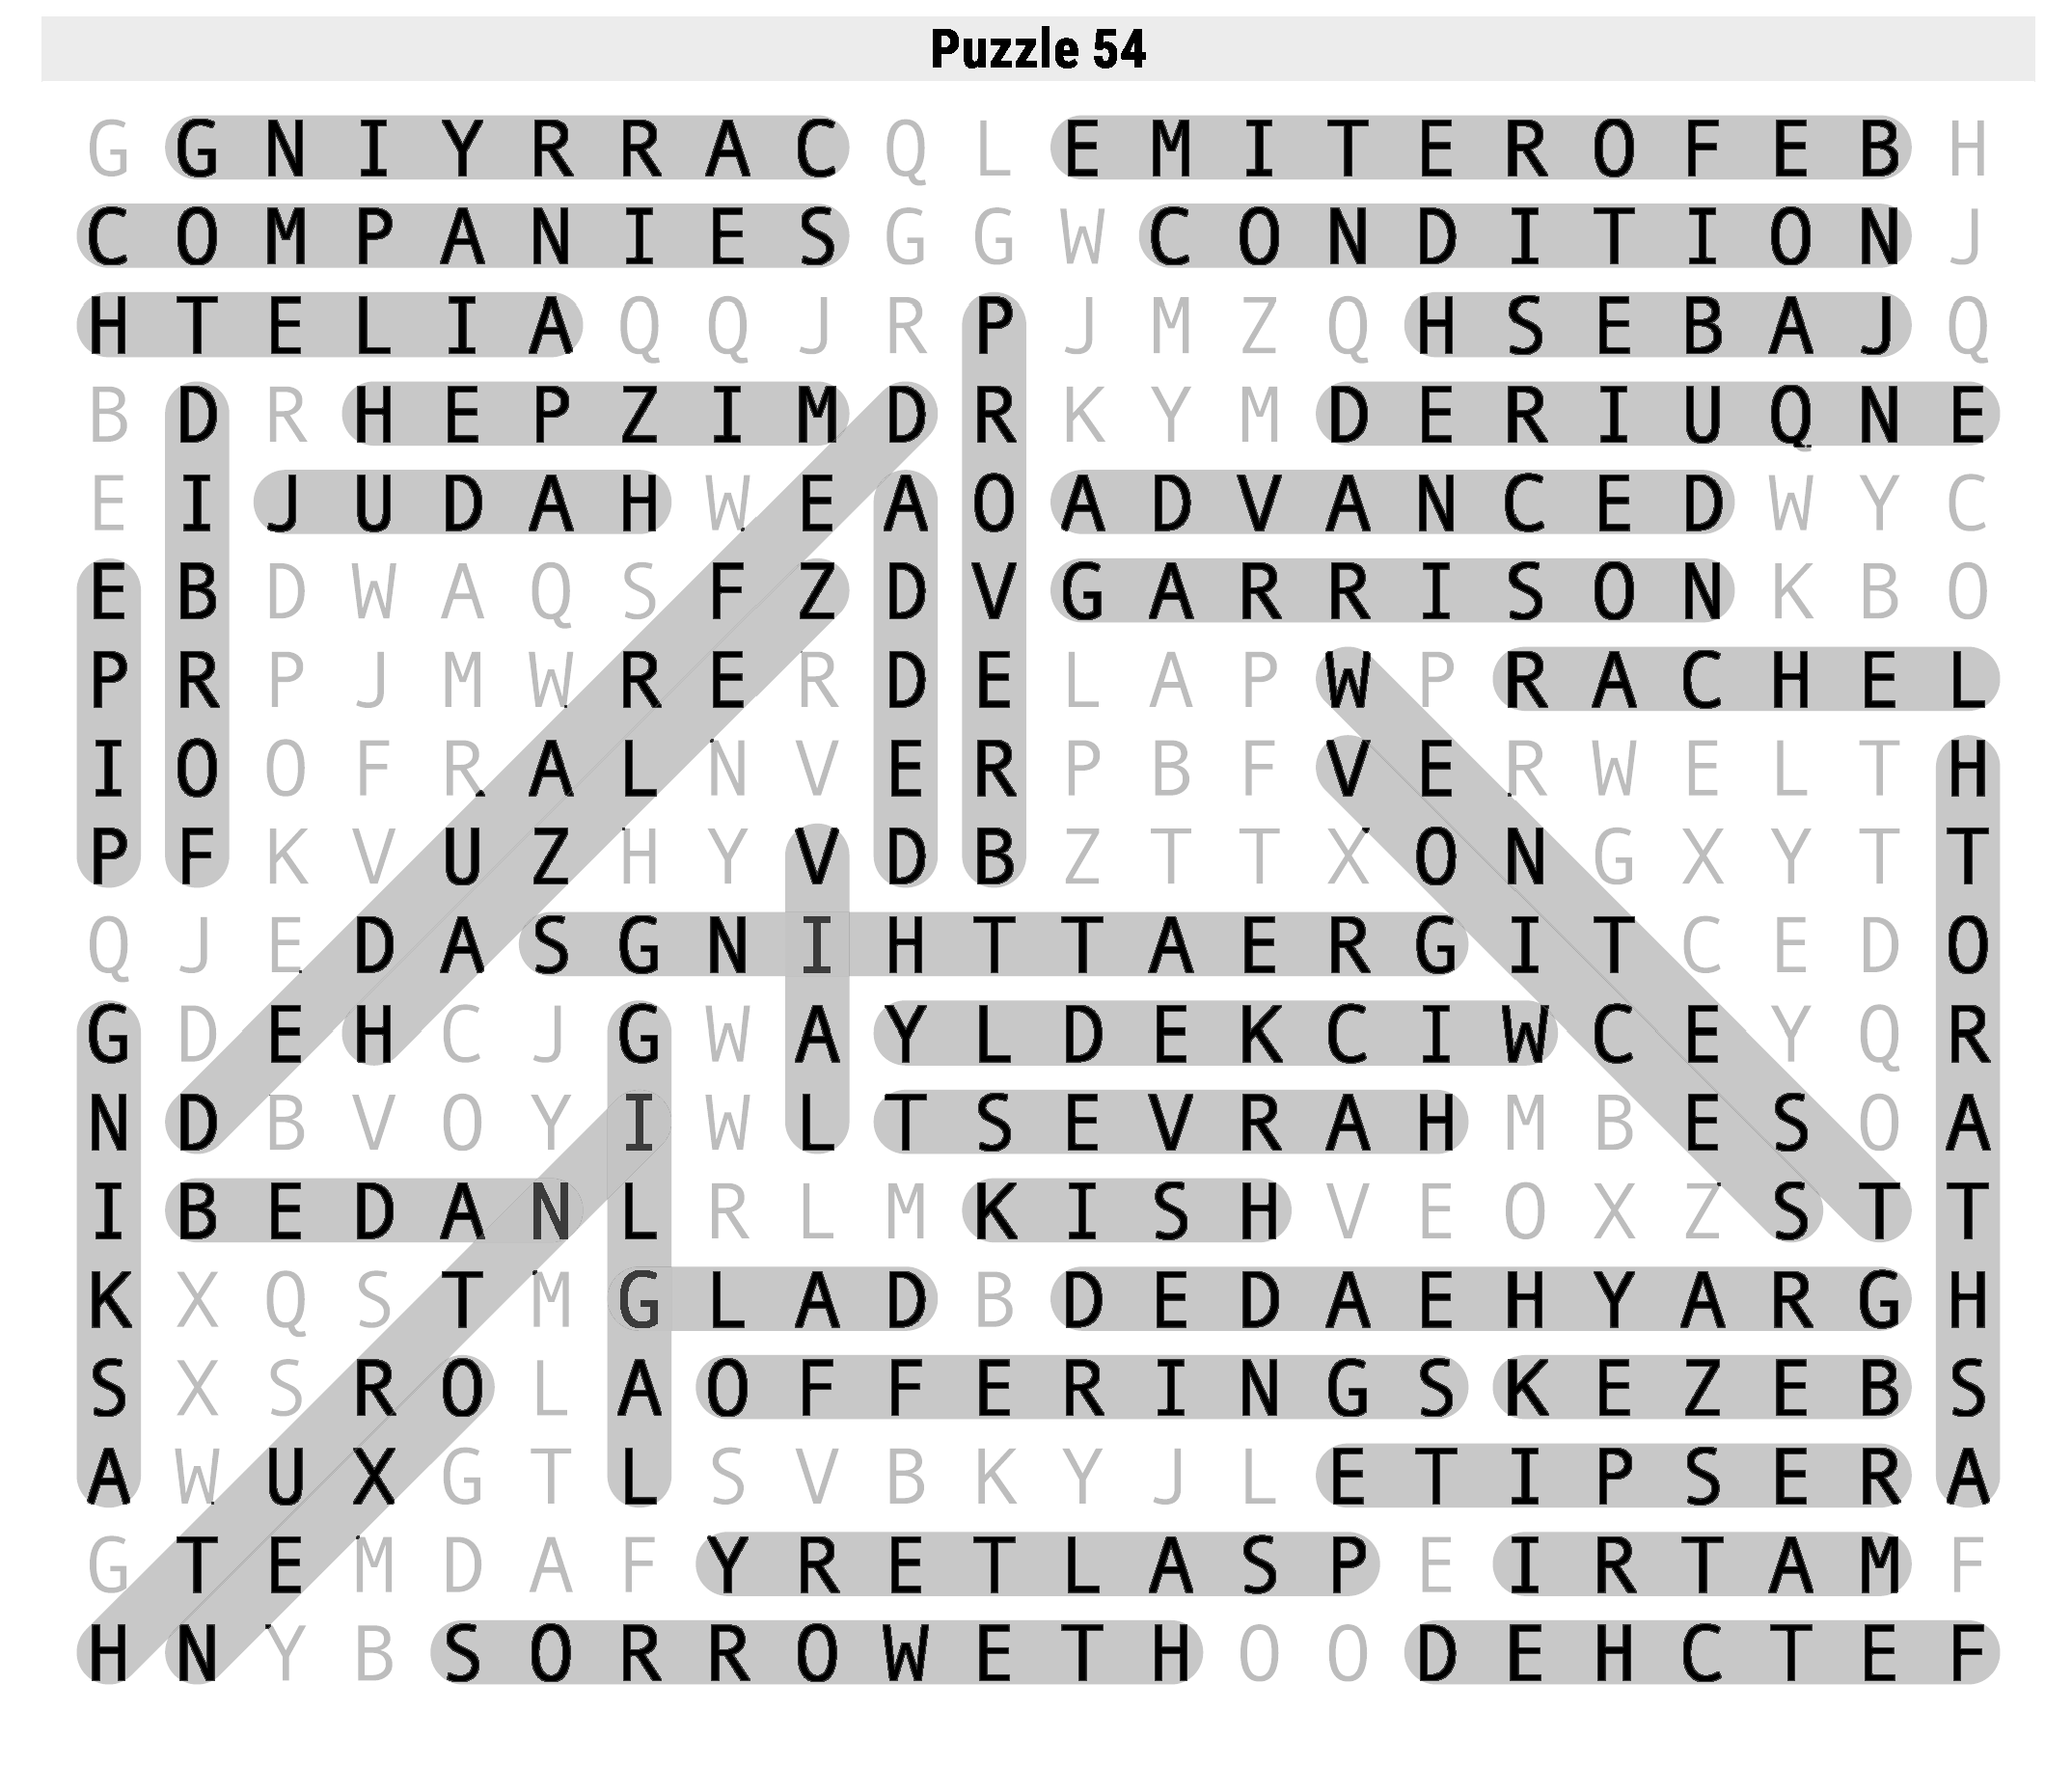 Puzzle 54
G G N I Y R R A C Q L E M I T E R O F E B H
C O M P A N I E S G G W C O N D I T I O N J
H T E L I A Q Q J R P J M Z Q H S E B A J Q
B D R H E P Z I M D R K Y M D E R I U Q N E
E I J U D A H W E A O A D V A N C E D W Y C
E B D W A Q S F Z D V G A R R I S O N K B O
P R P J M W R E R D E L A P W P R A C H E L
I O O F R A L N V E R P B F V E R W E L T H
P F K V U Z H Y V D B Z T T X O N G X Y T T
Q J E D A S G N I H T T A E R G I T C E D O
G D E H C J G W A Y L D E K C I W C E Y Q R
N D B V O Y I W L T S E V R A H M B E S O A
I B E D A N L R L M K I S H V E O X Z S T T
K X Q S T M G L A D B D E D A E H Y A R G H
S X S R O L A O F F E R I N G S K E Z E B S
A W U X G T L S V B K Y J L E T I P S E R A
G T E M D A F Y R E T L A S P E I R T A M F
H N Y B S O R R O W E T H O O D E H C T E F